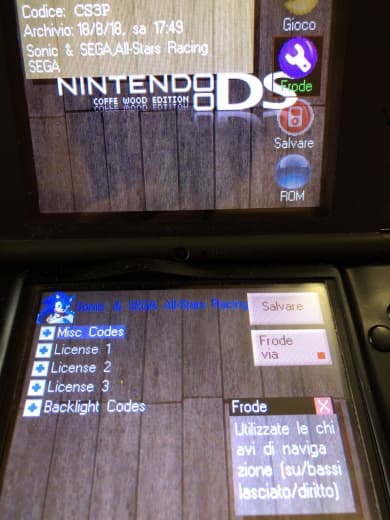 Codice: CS3P
Archivio: 18/8/18, sa 17:49
Sonic & SEGA,All-Stars Racing
SEGA
Gioco
NINTENDO DS
COFFE WOOD EDITION
Frode
Salvare
ROM
Sonic & SEGA,All-Stars Racing
Salvare
Misc Codes
License 1
License 2
License 3
Backlight Codes
Frode
via
Frode
Utilizzate le chi
avi di naviga
zione (su/bassi
lasciato/diritto)